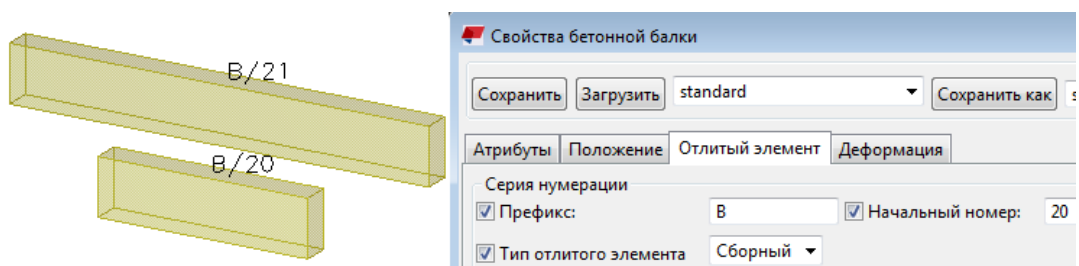 B/21
B/20
Свойства бетонной балки
Сохранить Загрузить standard Сохранить как s
Атрибуты Положение Отлитый элемент Деформация
Серия нумерации
Префикс: B Начальный номер: 20
Тип отлитого элемента Сборный